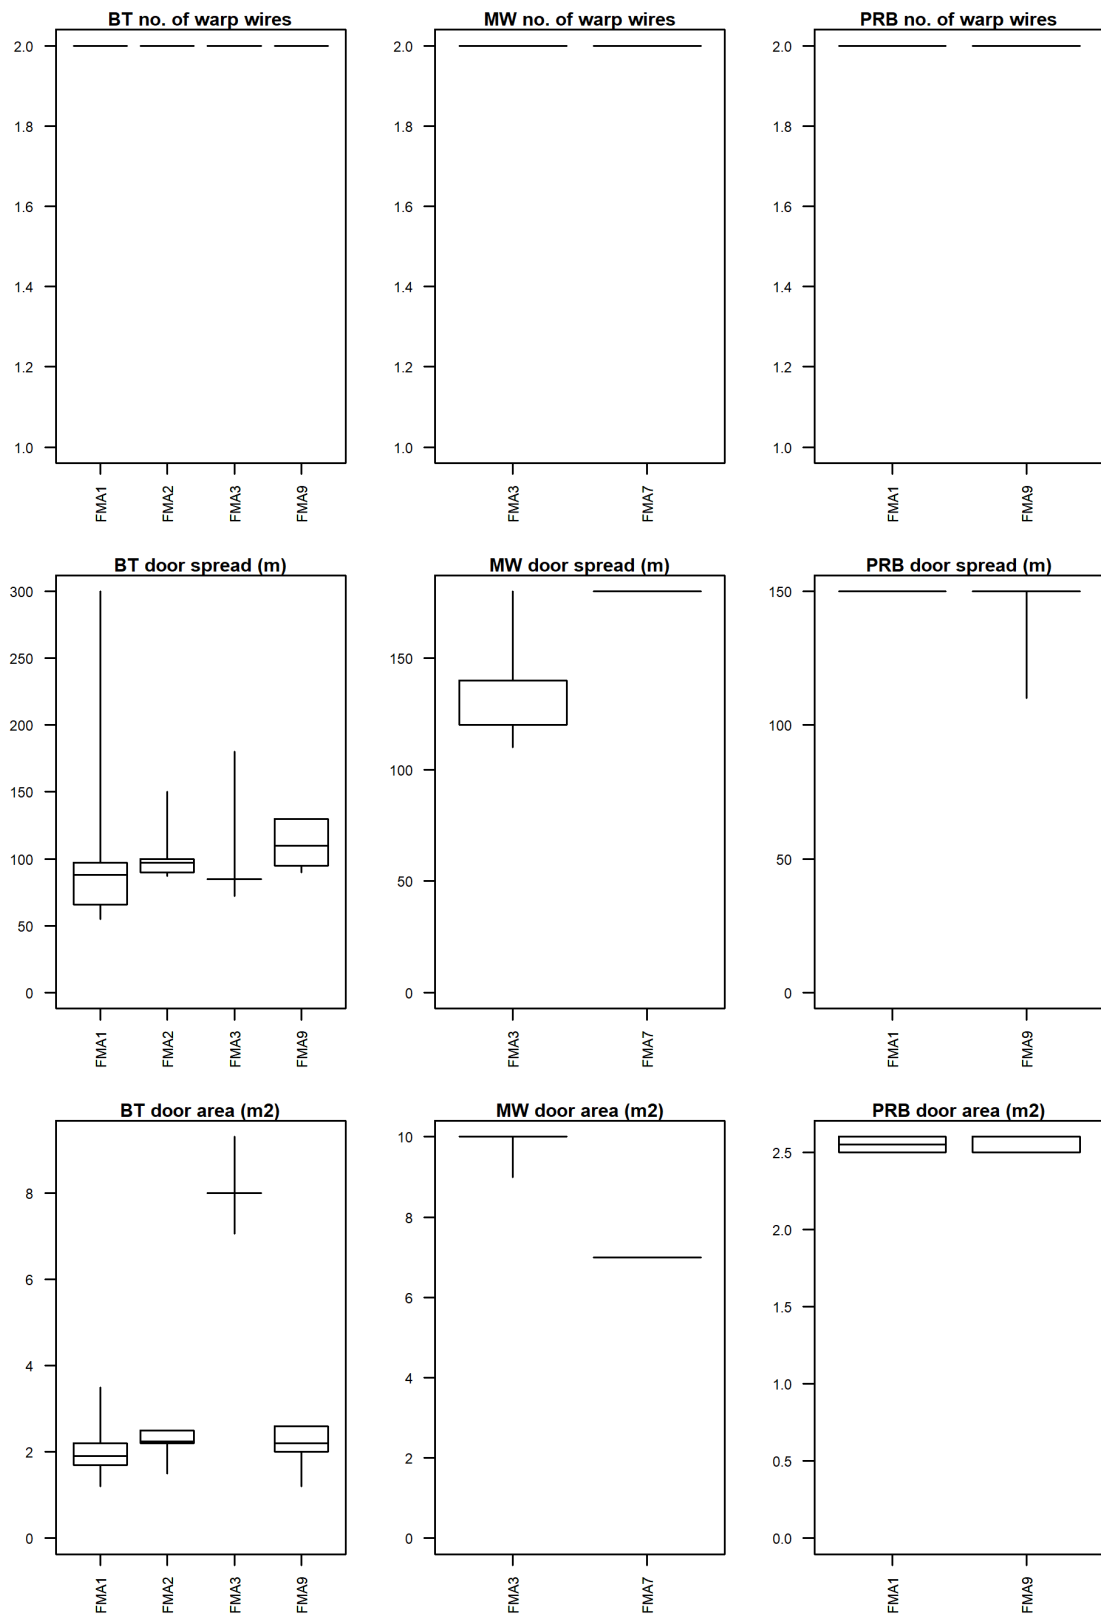 BT no. of warp wires
MW no. of warp wires
PRB no. of warp wires
2.0
1.8
1.6
1.4
1.2
1.0
FMA1
FMA2
FMA3
FMA9
2.0
1.8
1.6
1.4
1.2
1.0
FMA3
FMA7
2.0
1.8
1.6
1.4
1.2
1.0
FMA1
FMA9
BT door spread (m)
MW door spread (m)
PRB door spread (m)
300
250
200
150
100
50
0
FMA1
FMA2
FMA3
FMA9
150
100
50
0
FMA3
FMA7
150
100
50
0
FMA1
FMA9
BT door area (m2)
MW door area (m2)
PRB door area (m2)
8
6
4
2
0
FMA1
FMA2
FMA3
FMA9
10
8
6
4
2
0
FMA3
FMA7
2.5
2.0
1.5
1.0
0.5
0.0
FMA1
FMA9